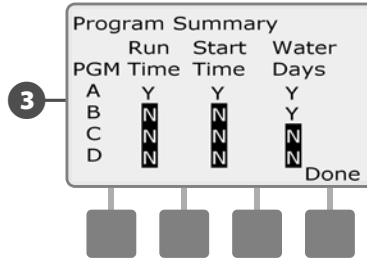 Program Summary
Run Start Water
PGM Time Time Days
A Y Y Y
B N N Y
C N N N
D N N N
Done
3